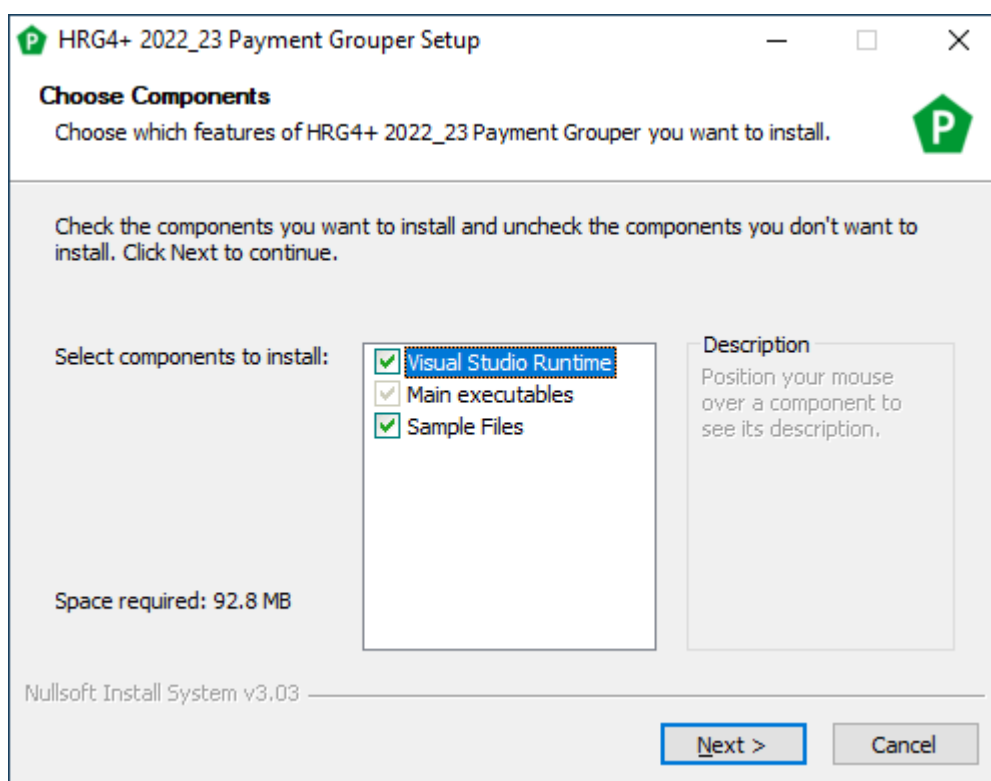 P HRG4+ 2022_23 Payment Grouper Setup
Choose Components
Choose which features of HRG4+ 2022_23 Payment Grouper you want to install.
P
Check the components you want to install and uncheck the components you don't want to
install. Click Next to continue.
Select components to install:
Visual Studio Runtime
Main executables
Sample Files
Description
Position your mouse
over a component to
see its description.
Space required: 92.8 MB
Nullsoft Install System v3.03
Next >
Cancel